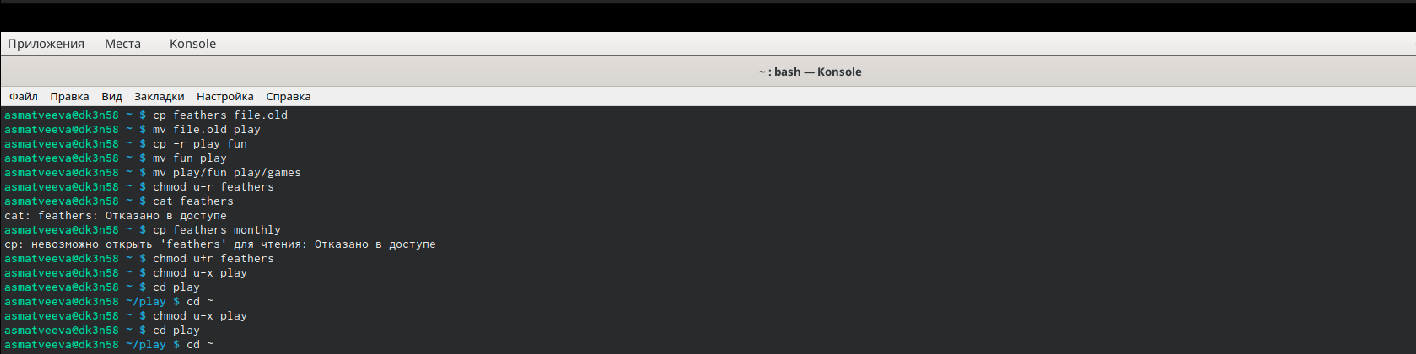 Приложения Места Konsole
~ : bash — Konsole
Файл Правка Вид Закладки Настройка Справка
asmatveeva@dk3n58 ~ $ cp feathers file.old
asmatveeva@dk3n58 ~ $ mv file.old play
asmatveeva@dk3n58 ~ $ cp -r play fun
asmatveeva@dk3n58 ~ $ mv fun play
asmatveeva@dk3n58 ~ $ mv play/fun play/games
asmatveeva@dk3n58 ~ $ chmod u-r feathers
asmatveeva@dk3n58 ~ $ cat feathers
cat: feathers: Отказано в доступе
asmatveeva@dk3n58 ~ $ cp feathers monthly
cp: невозможно открыть 'feathers' для чтения: Отказано в доступе
asmatveeva@dk3n58 ~ $ chmod u+r feathers
asmatveeva@dk3n58 ~ $ chmod u-x play
asmatveeva@dk3n58 ~ $ cd play
asmatveeva@dk3n58 ~/play $ cd ~
asmatveeva@dk3n58 ~ $ chmod u-x play
asmatveeva@dk3n58 ~ $ cd play
asmatveeva@dk3n58 ~/play $ cd ~